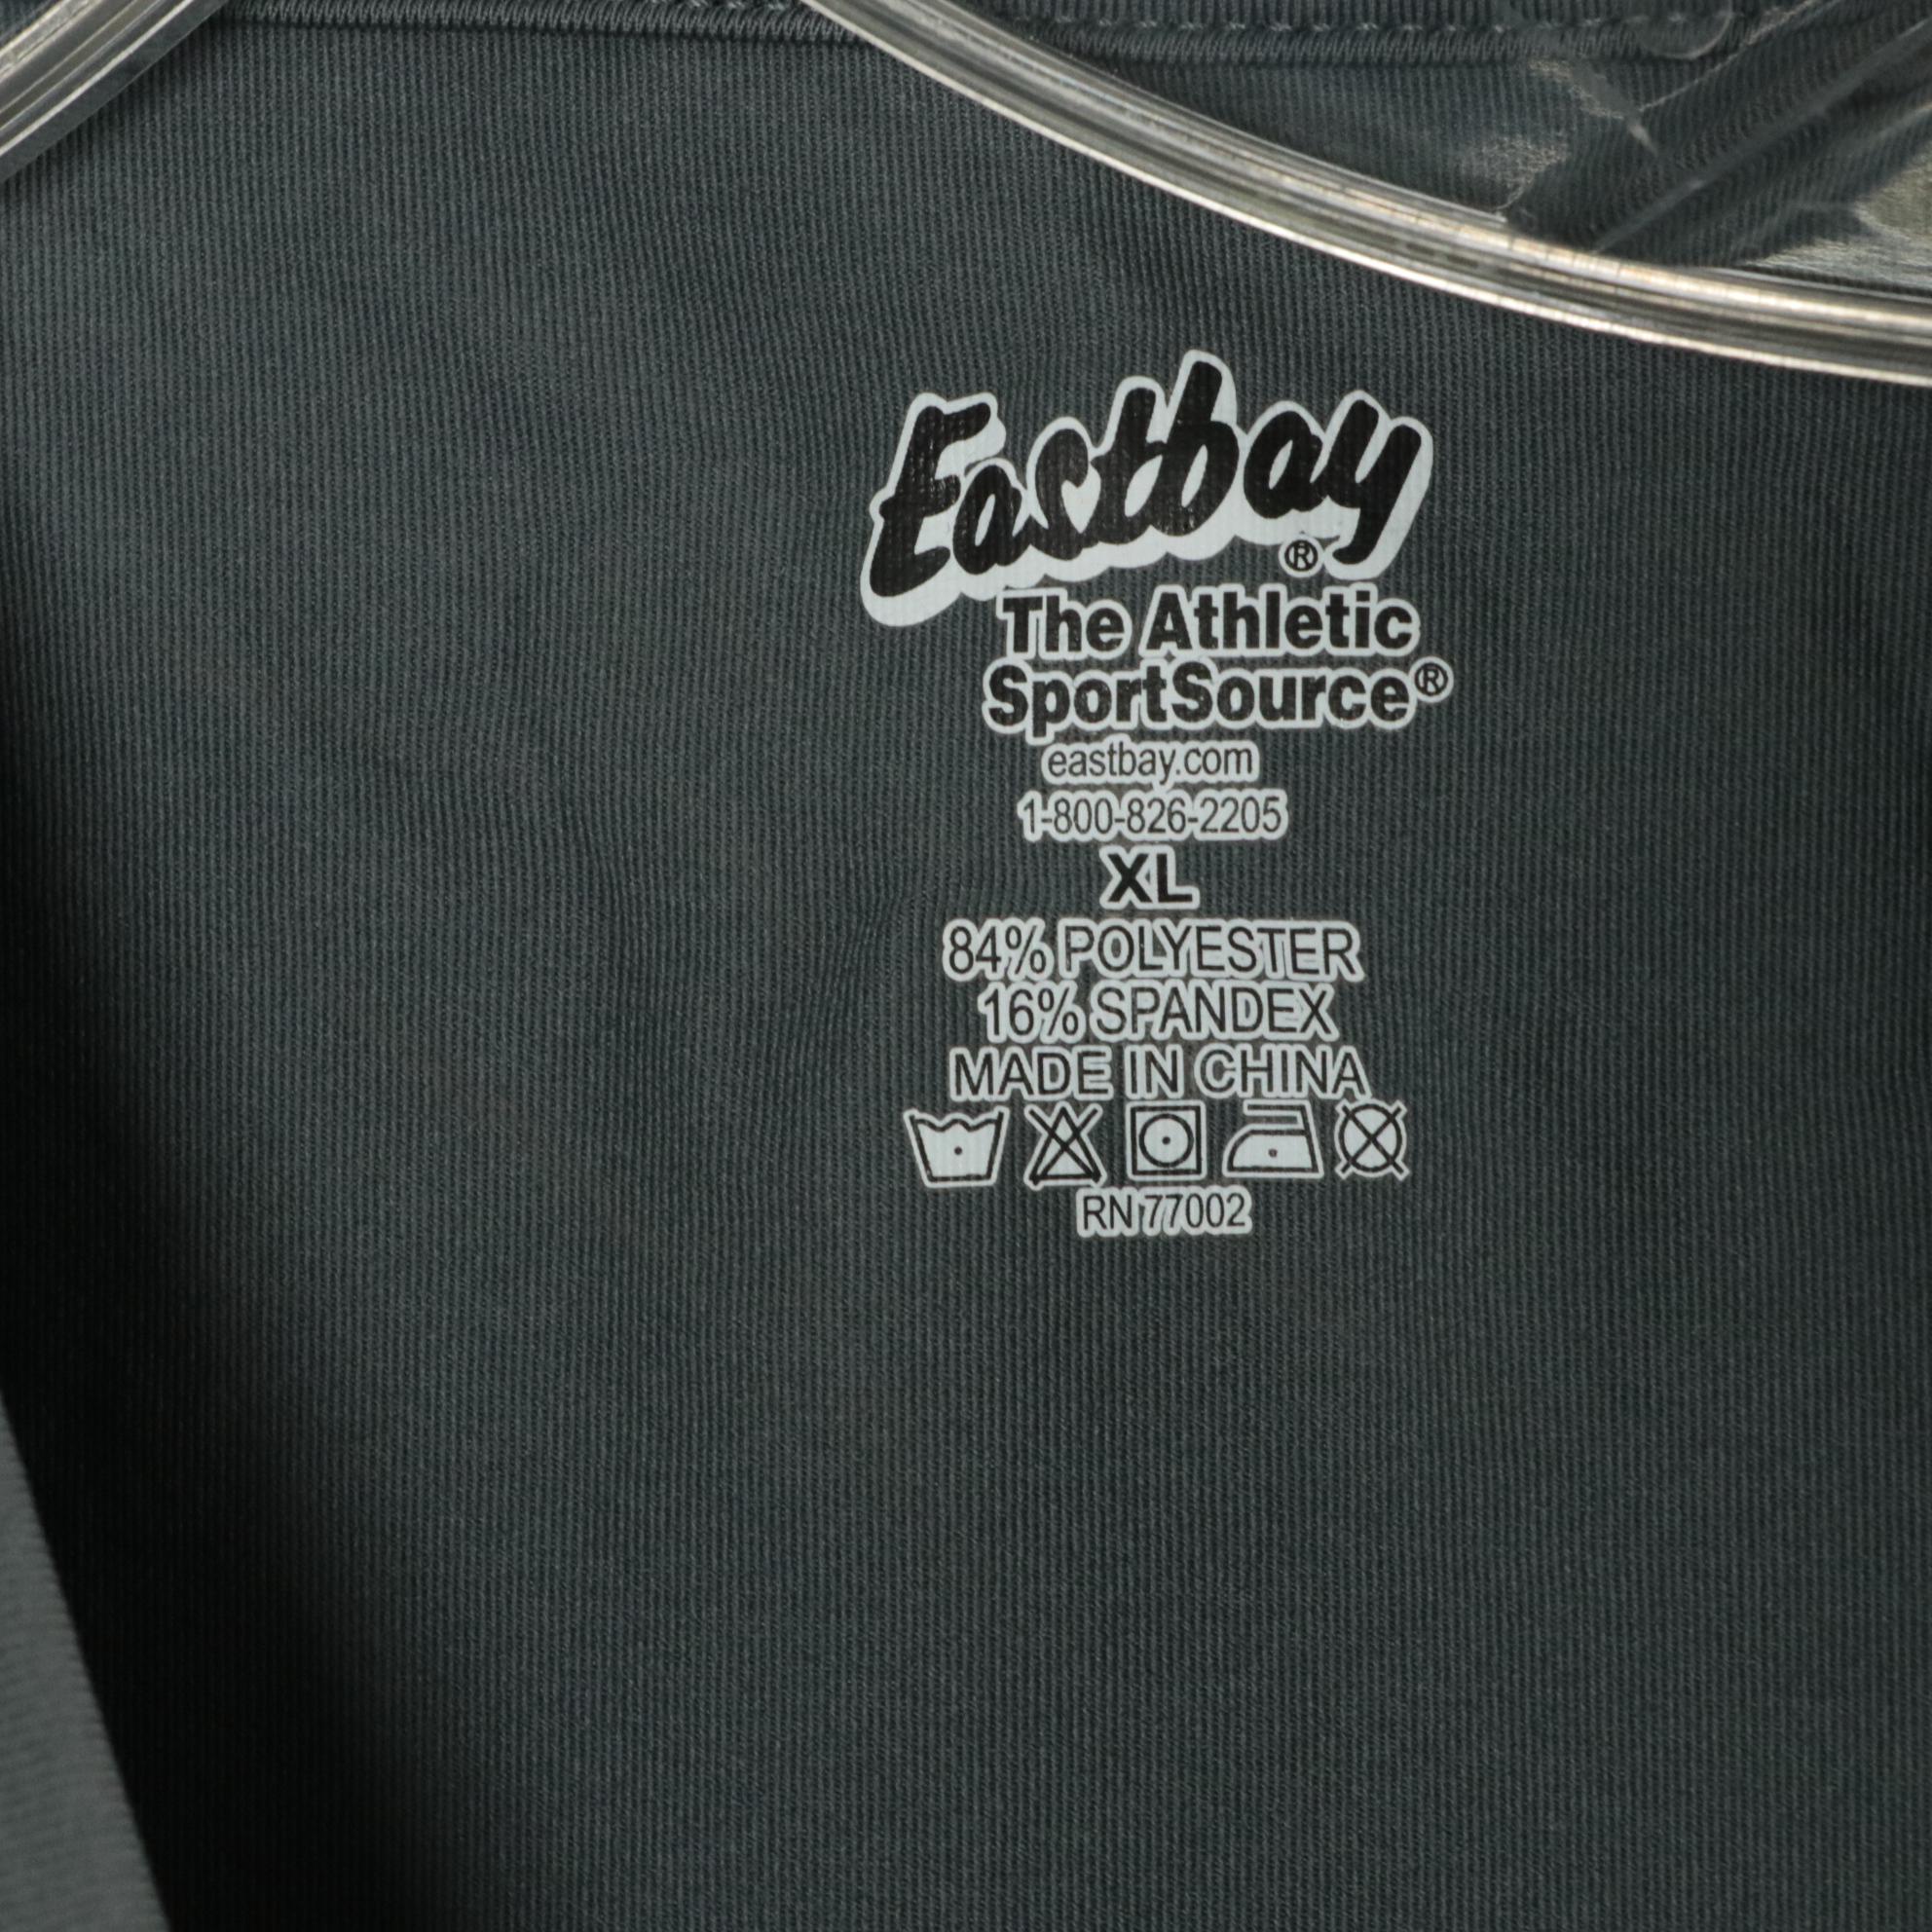 Eastbay®
The Athletic
SportSource®
eastbay.com
1-800-826-2205
XL
84% POLYESTER
16% SPANDEX
MADE IN CHINA
RN 77002